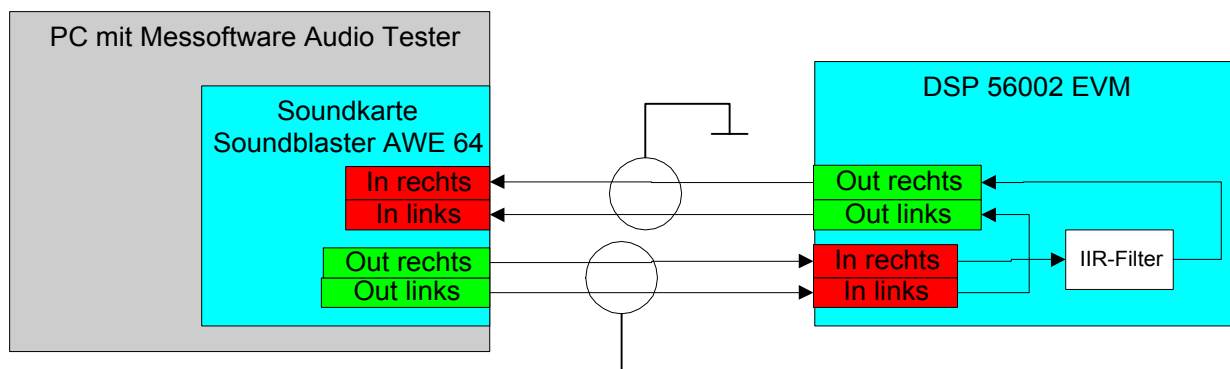 PC mit Messoftware Audio Tester
Soundkarte
Soundblaster AWE 64
In rechts
In links
Out rechts
Out links
DSP 56002 EVM
Out rechts
Out links
In rechts
In links
IIR-Filter